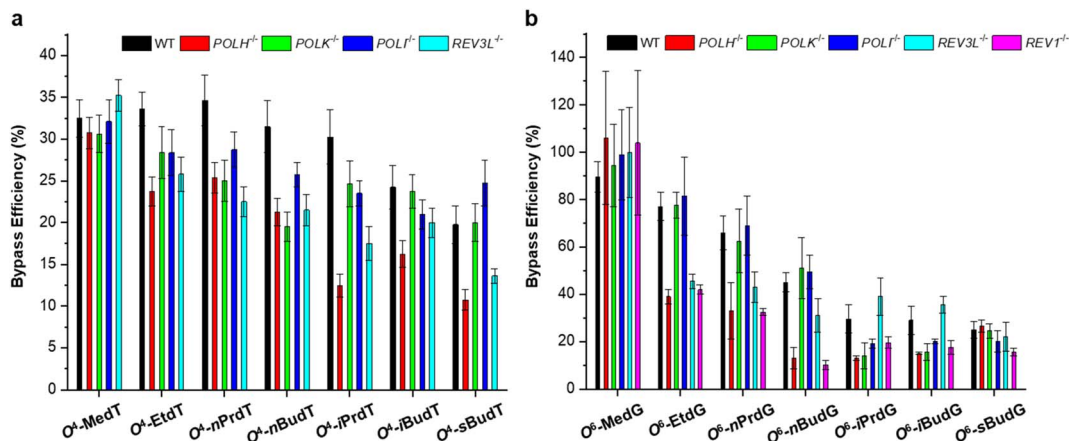 a
WT POLH-/- POLK-/- POLI-/- REV3L-/-
Bypass Efficiency (%)
40
35
30
25
20
15
10
5
0
O⁴-MedT O⁴-EtdT O⁴-nPrdT O⁴-nBudT O⁴-iPrdT O⁴-iBudT O⁴-sBudT
b
WT POLH-/- POLK-/- POLI-/- REV3L-/- REV1-/-
Bypass Efficiency (%)
140
120
100
80
60
40
20
0
O⁶-MedG O⁶-EtdG O⁶-nPrdG O⁶-nBudG O⁶-iPrdG O⁶-iBudG O⁶-sBudG